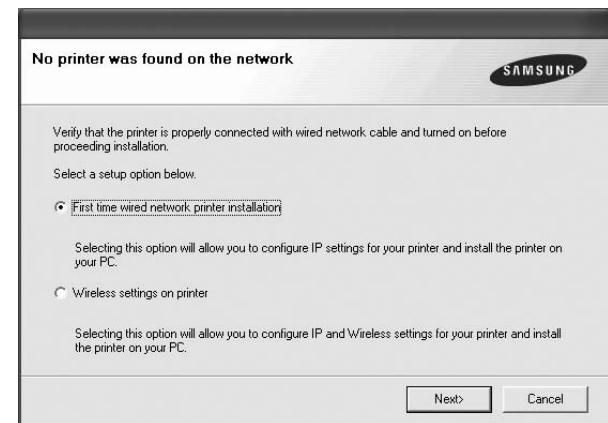 No printer was found on the network
SAMSUNG
Verify that the printer is properly connected with wired network cable and turned on before
proceeding installation.
Select a setup option below.
First time wired network printer installation
Selecting this option will allow you to configure IP settings for your printer and install the printer on
your PC.
Wireless settings on printer
Selecting this option will allow you to configure IP and Wireless settings for your printer and install
the printer on your PC.
Next> Cancel